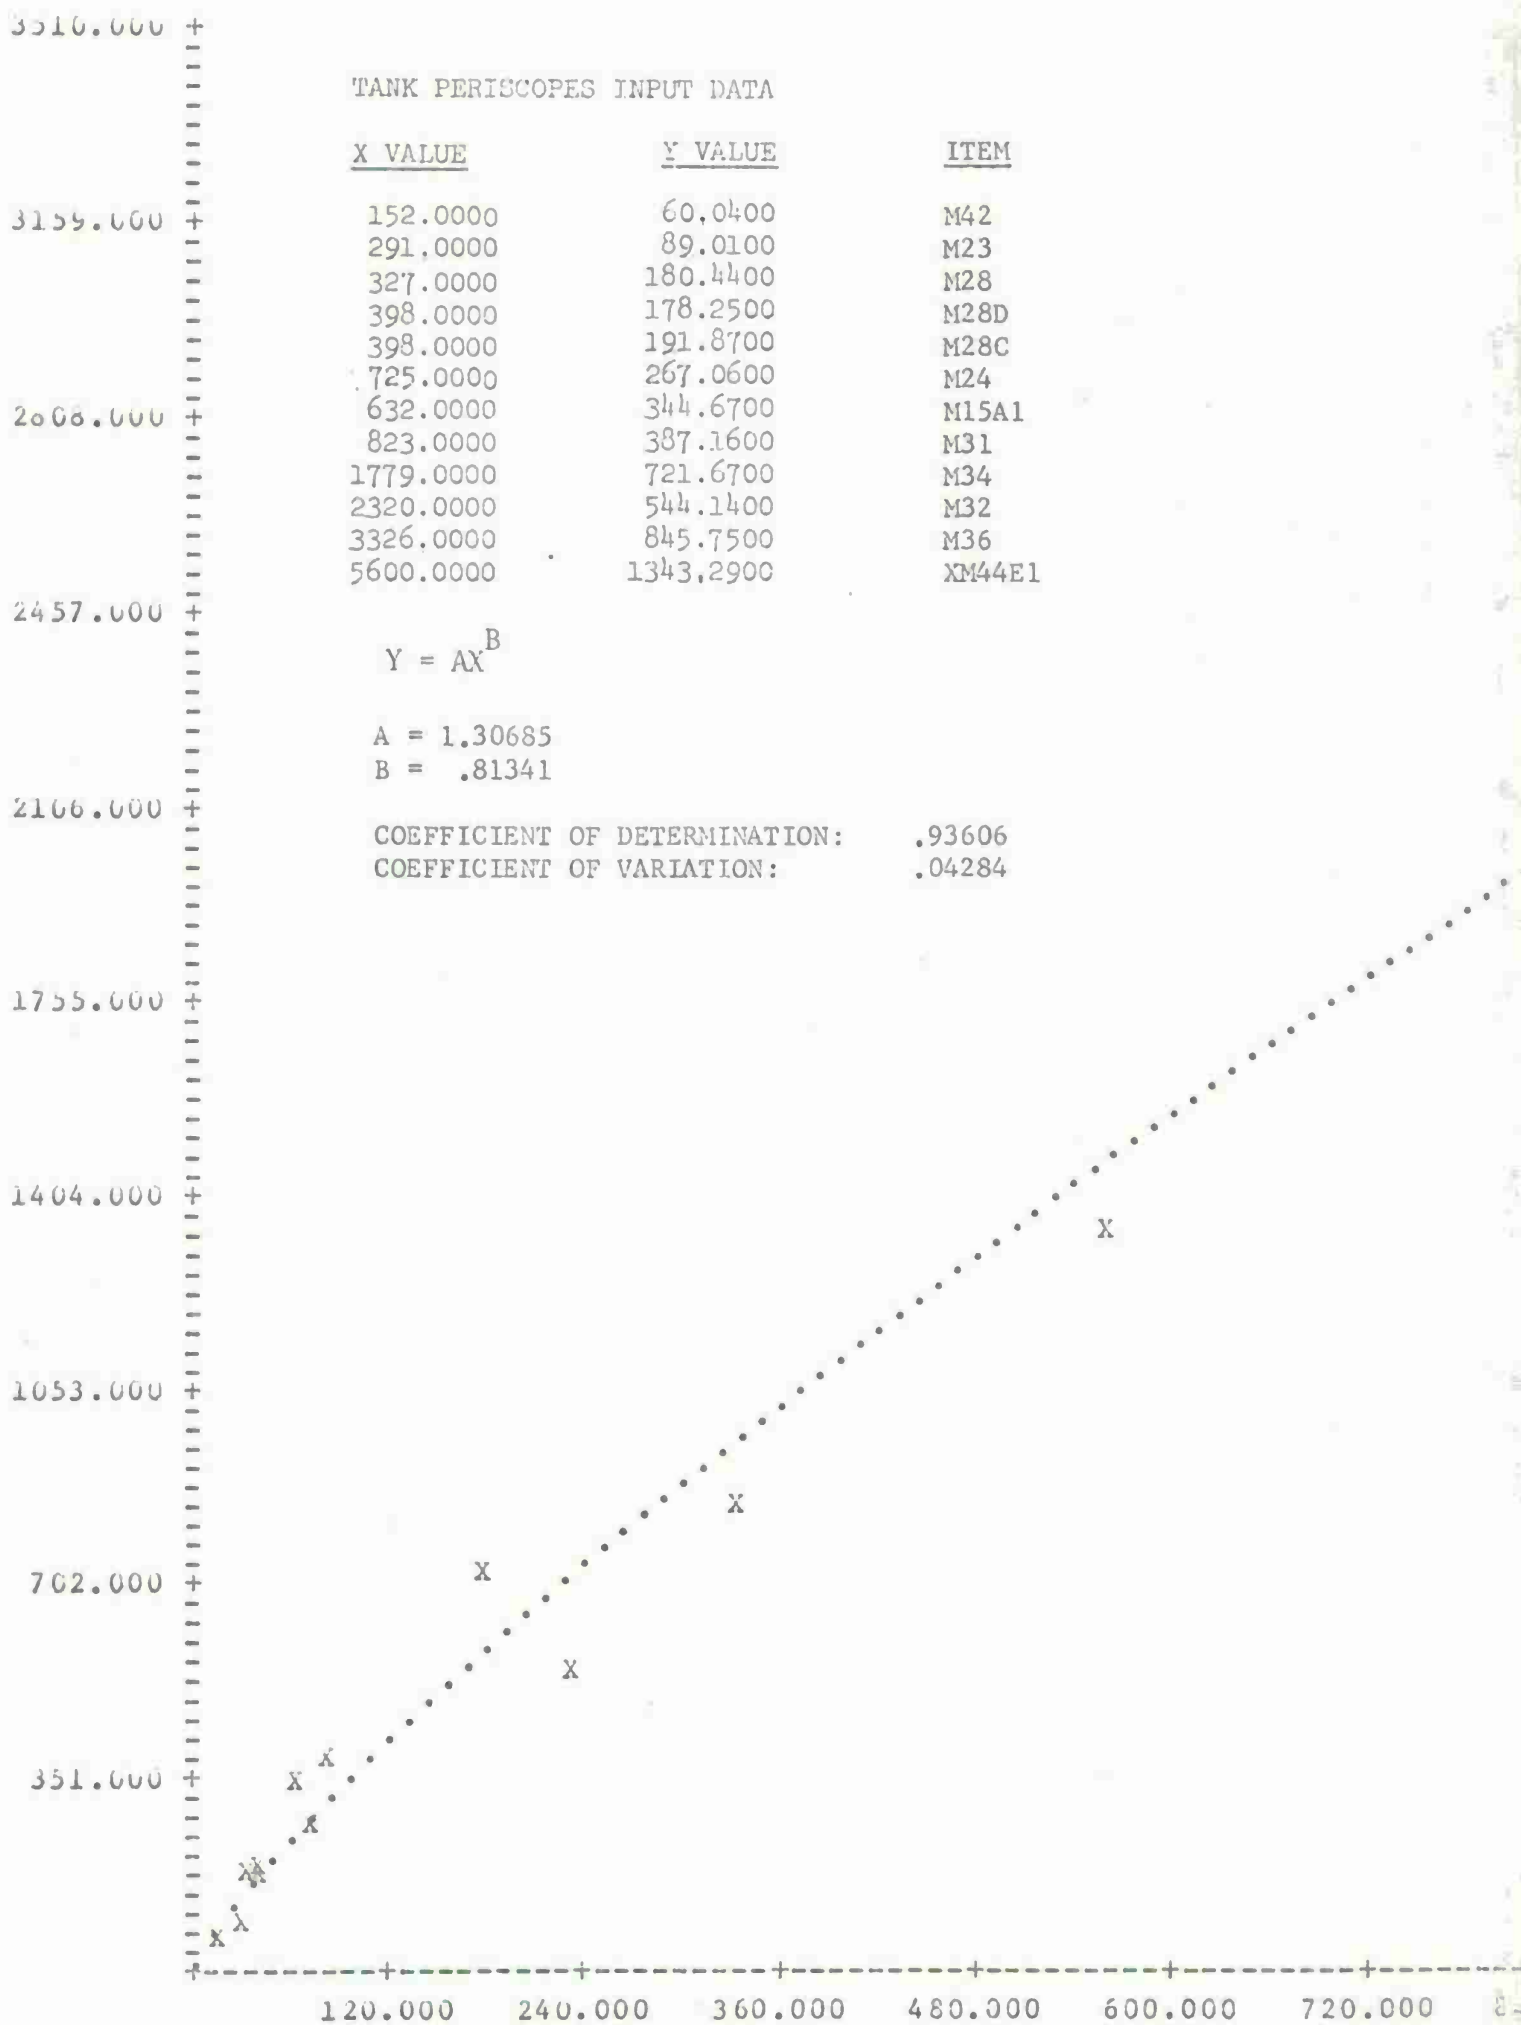 3510.000 +
TANK PERISCOPES INPUT DATA
X VALUE Y VALUE ITEM
3159.000 +
152.0000 60.0400 M42
291.0000 89.0100 M23
327.0000 180.4400 M28
398.0000 178.2500 M28D
398.0000 191.8700 M28C
725.0000 267.0600 M24
2808.000 +
632.0000 344.6700 M15A1
823.0000 387.1600 M31
1779.0000 721.6700 M34
2320.0000 544.1400 M32
3326.0000 845.7500 M36
5600.0000 1343.2900 XM44E1
2457.000 +
Y = AX^B
A = 1.30685
B = .81341
2106.000 +
COEFFICIENT OF DETERMINATION: .93606
COEFFICIENT OF VARIATION: .04284
1755.000 +
1404.000 +
X
1053.000 +
X
X
702.000 +
X
X
351.000 +
X
X
X X
X
X
120.000 240.000 360.000 480.000 600.000 720.000